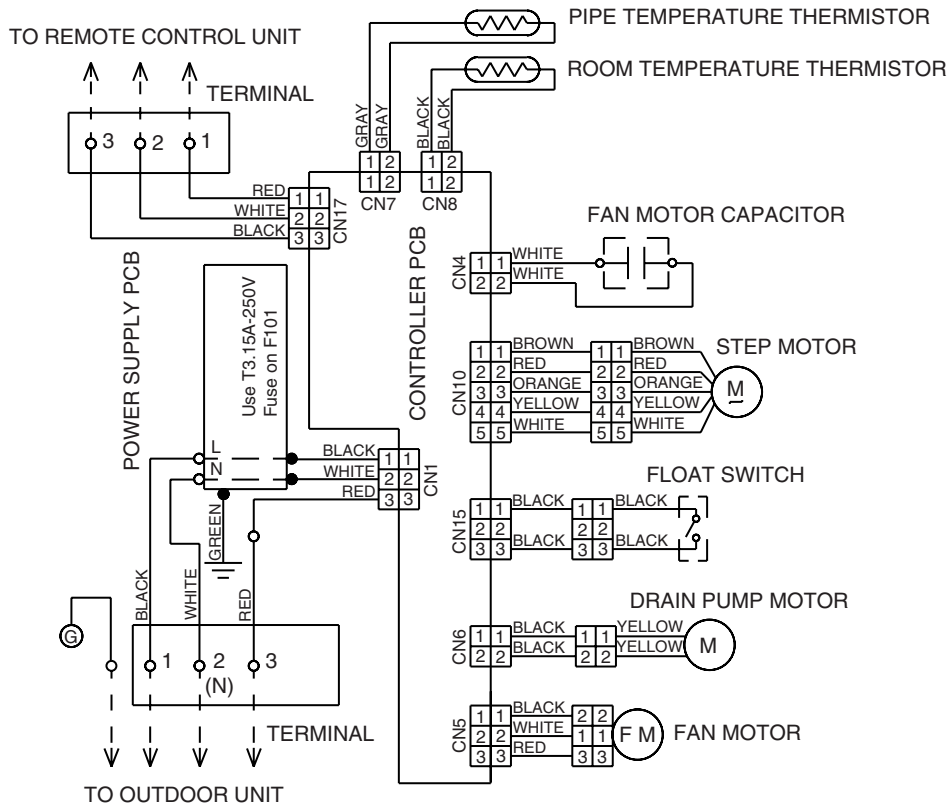 PIPE TEMPERATURE THERMISTOR
TO REMOTE CONTROL UNIT
ROOM TEMPERATURE THERMISTOR
TERMINAL
3 2 1
GRAY
GRAY
BLACK
BLACK
1 2
1 2
CN7
1 2
1 2
CN8
RED
WHITE
BLACK
1 1
2 2
3 3
CN17
POWER SUPPLY PCB
Use T3.15A-250V
Fuse on F101
CONTROLLER PCB
FAN MOTOR CAPACITOR
CN4
1 1
2 2
WHITE
WHITE
STEP MOTOR
CN10
1 1 BROWN 1 1 BROWN
2 2 RED 2 2 RED
3 3 ORANGE 3 3 ORANGE
4 4 YELLOW 4 4 YELLOW
5 5 WHITE 5 5 WHITE
M
~
L
N
BLACK
WHITE
RED
1 1
2 2
3 3
CN1
GREEN
FLOAT SWITCH
CN15
1 1 BLACK 1 1 BLACK
2 2 2 2
3 3 BLACK 3 3 BLACK
BLACK
WHITE
RED
G
1 2 3
(N)
TERMINAL
TO OUTDOOR UNIT
DRAIN PUMP MOTOR
CN6
1 1 BLACK 1 1 YELLOW
2 2 BLACK 2 2 YELLOW
M
CN5
1 1 BLACK 2 2
2 2 WHITE 1 1
3 3 RED 3 3
F M
FAN MOTOR